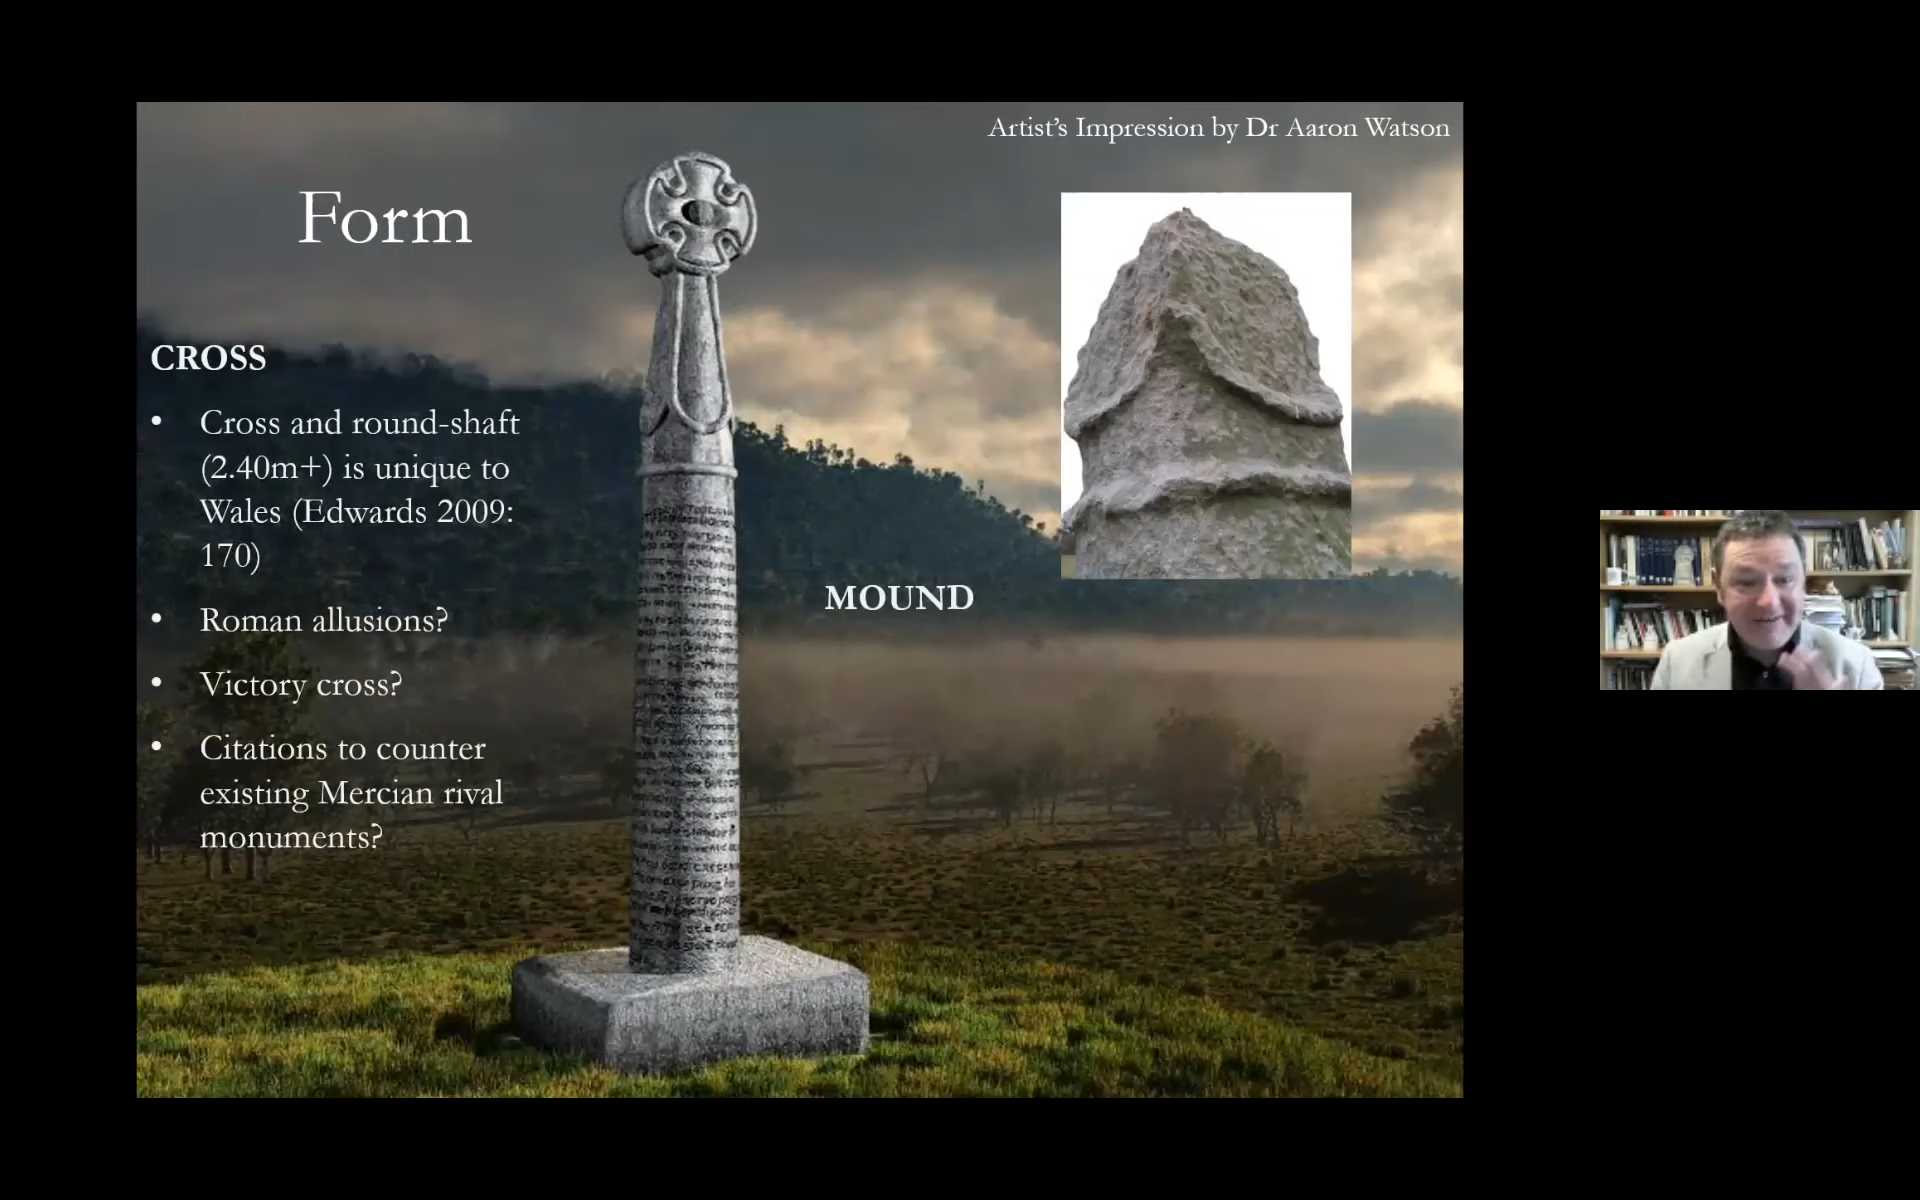 Artist's Impression by Dr Aaron Watson
Form
CROSS
• Cross and round-shaft
(2.40m+) is unique to
Wales (Edwards 2009:
170)
• Roman allusions?
• Victory cross?
• Citations to counter
existing Mercian rival
monuments?
MOUND